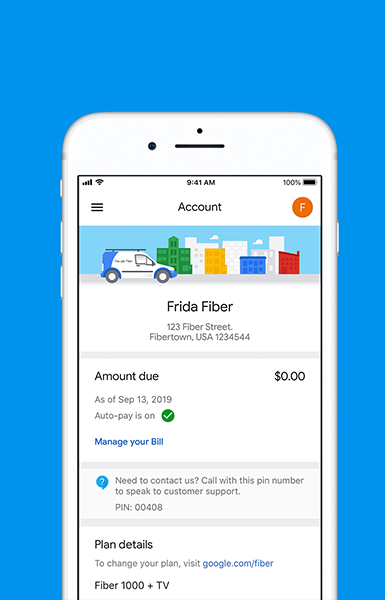 9:41 AM
100%
Account
F
Google Fiber
Frida Fiber
123 Fiber Street.
Fibertown, USA 1234544
Amount due $0.00
As of Sep 13, 2019
Auto-pay is on
Manage your Bill
? Need to contact us? Call with this pin number
to speak to customer support.
PIN: 00408
Plan details
To change your plan, visit google.com/fiber
Fiber 1000 + TV